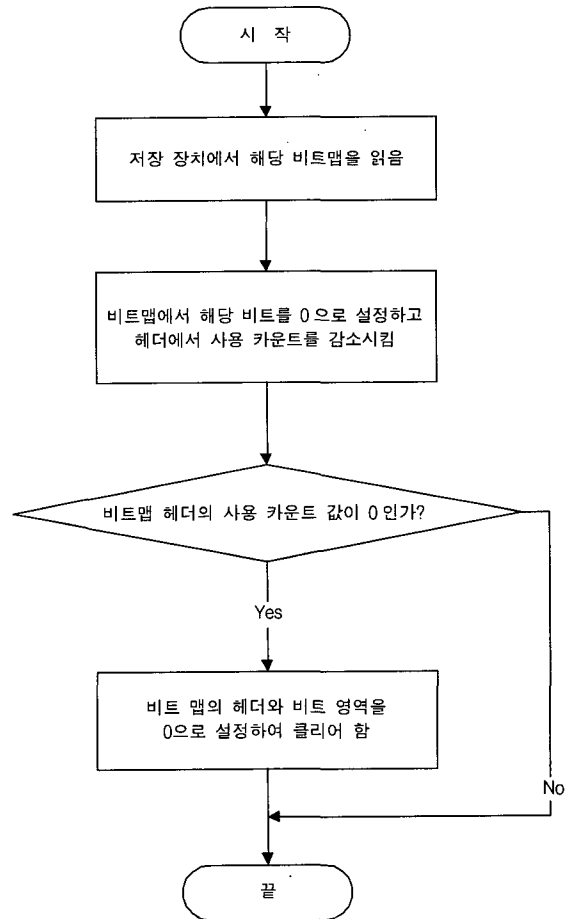 시 작
저장 장치에서 해당 비트맵을 읽음
비트맵에서 해당 비트를 0으로 설정하고
헤더에서 사용 카운트를 감소시킴
비트맵 헤더의 사용 카운트 값이 0인가?
Yes
비트 맵의 헤더와 비트 영역을
0으로 설정하여 클리어 함
No
끝